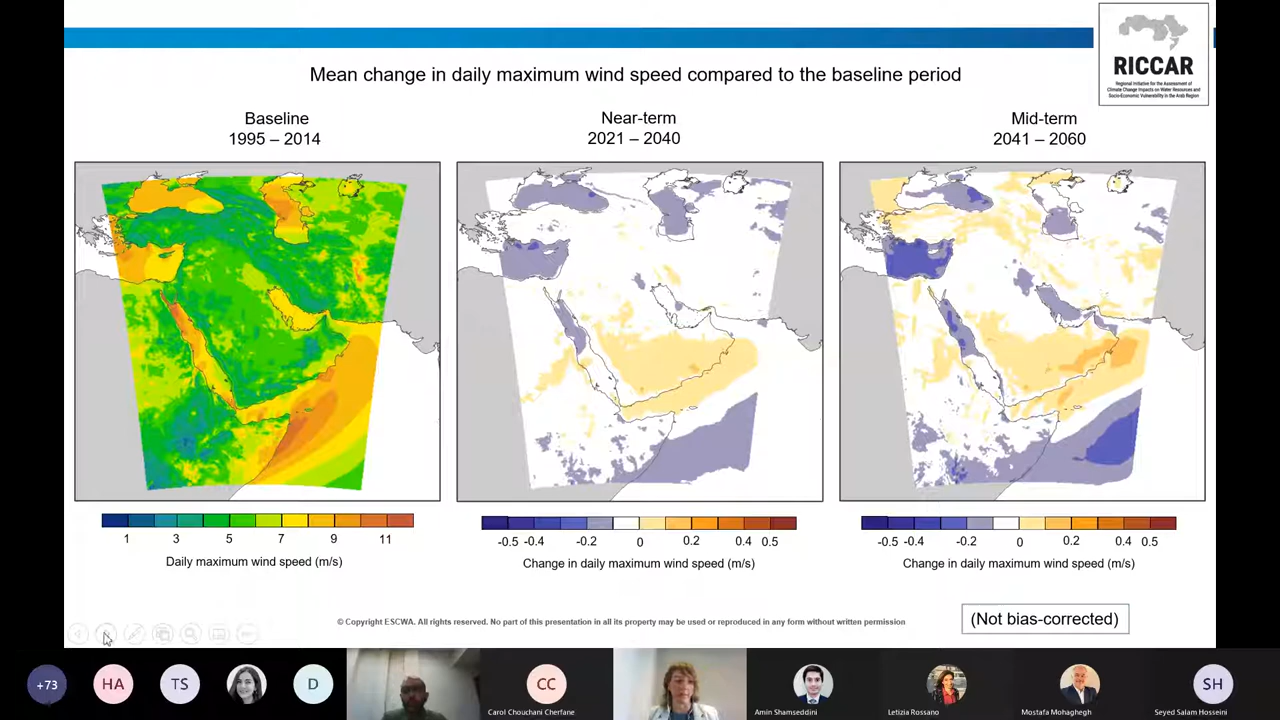 RICCAR
Regional Initiative for the Assessment of
Climate Change Impacts on Water Resources and
Socio-Economic Vulnerability in the Arab Region
Mean change in daily maximum wind speed compared to the baseline period
Baseline
1995 – 2014
Near-term
2021 – 2040
Mid-term
2041 – 2060
1 3 5 7 9 11
Daily maximum wind speed (m/s)
-0.5 -0.4 -0.2 0 0.2 0.4 0.5
Change in daily maximum wind speed (m/s)
-0.5 -0.4 -0.2 0 0.2 0.4 0.5
Change in daily maximum wind speed (m/s)
© Copyright ESCWA. All rights reserved. No part of this presentation in all its property may be used or reproduced in any form without written permission
(Not bias-corrected)
+73
HA
TS
D
CC
Carol Chouchani Cherfane
Amin Shamseddini
Letizia Rossano
Mostafa Mohaghegh
SH
Seyed Salam Hosseini